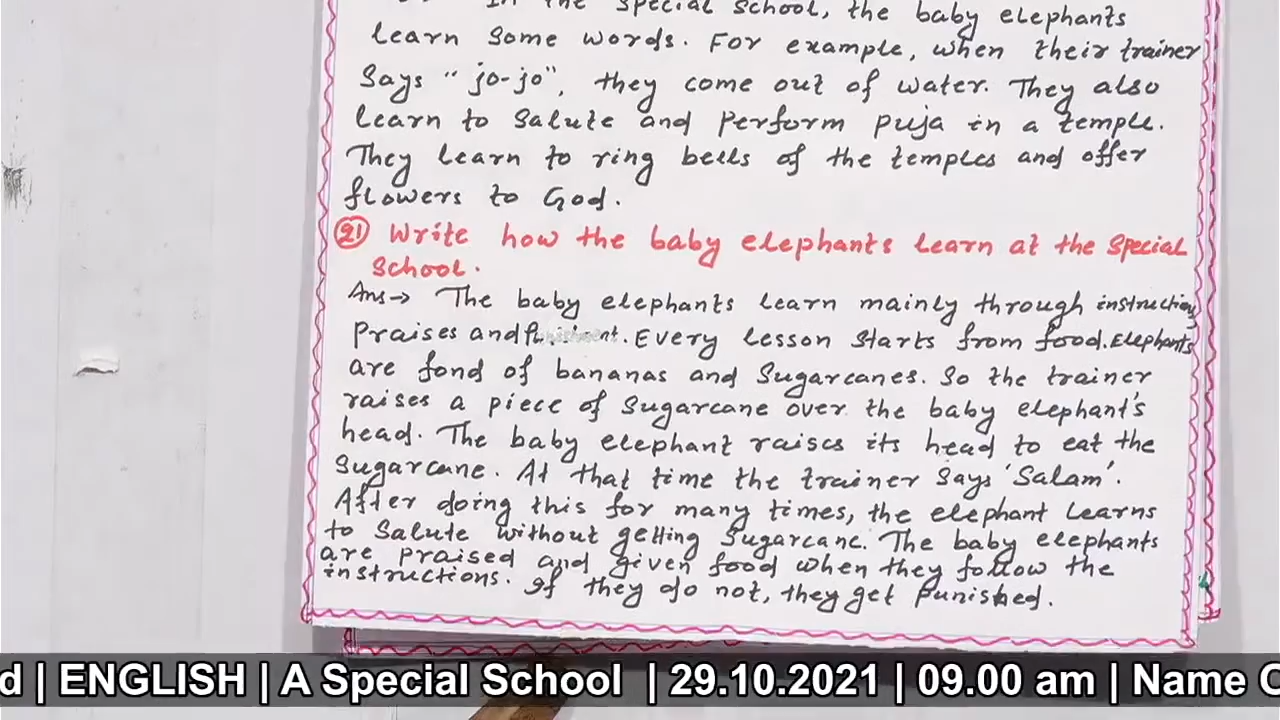 In the special school, the baby elephants
learn some words. For example, when their trainer
says "jo-jo", they come out of water. They also
learn to salute and perform puja in a temple.
They learn to ring bells of the temples and offer
flowers to God.
21 Write how the baby elephants learn at the special
school.
Ans→ The baby elephants learn mainly through instructions
praises and. Every lesson starts from food. Elephants
are fond of bananas and sugarcanes. So the trainer
raises a piece of sugarcane over the baby elephant's
head. The baby elephant raises its head to eat the
sugarcane. At that time the trainer says 'Salam'.
After doing this for many times, the elephant learns
to salute without getting sugarcane. The baby elephants
are praised and given food when they follow the
instructions. If they do not, they get punished.
d | ENGLISH | A Special School | 29.10.2021 | 09.00 am | Name